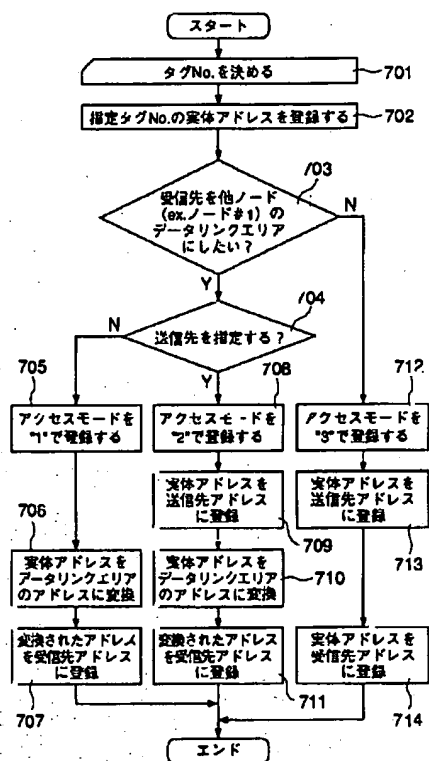 スタート
タグNo.を決める
701
指定タグNo.の実体アドレスを登録する
702
703
受信先を他ノード
(ex.ノード#1)の
データリンクエリア
にしたい?
N
Y
704
送信先を指定する?
N
Y
705
708
712
アクセスモードを
"1"で登録する
アクセスモードを
"2"で登録する
アクセスモードを
"3"で登録する
実体アドレスを
送信先アドレス
に登録
709
実体アドレスを
送信先アドレス
に登録
713
706
実体アドレスを
データリンクエリア
のアドレスに変換
実体アドレスを
データリンクエリア
のアドレスに変換
710
変換されたアドレス
を受信先アドレス
に登録
707
変換されたアドレス
を受信先アドレス
に登録
711
実体アドレスを
受信先アドレス
に登録
714
エンド